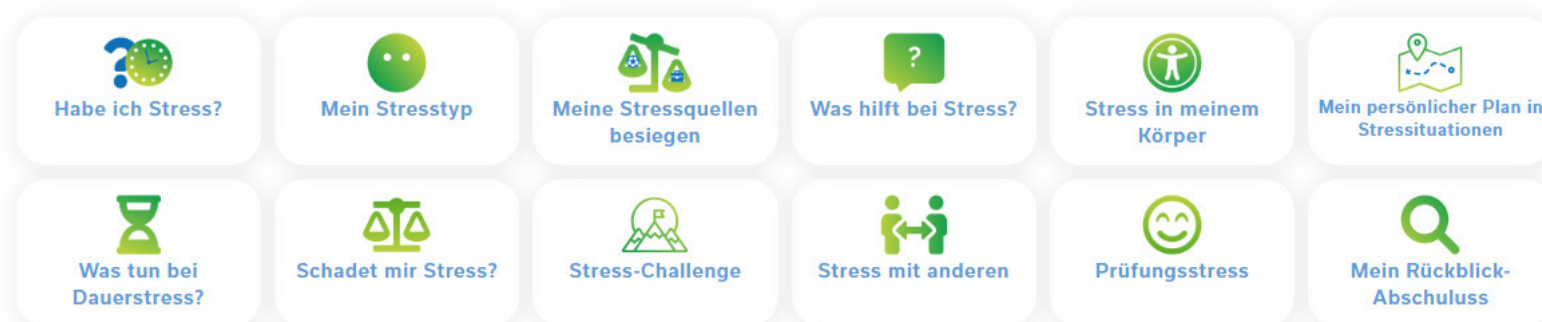 ?
Habe ich Stress?
Mein Stresstyp
Meine Stressquellen
besiegen
?
Was hilft bei Stress?
Stress in meinem
Körper
Mein persönlicher Plan in
Stressituationen
Was tun bei
Dauerstress?
Schadet mir Stress?
Stress-Challenge
Stress mit anderen
Prüfungsstress
Mein Rückblick-
Abschuluss